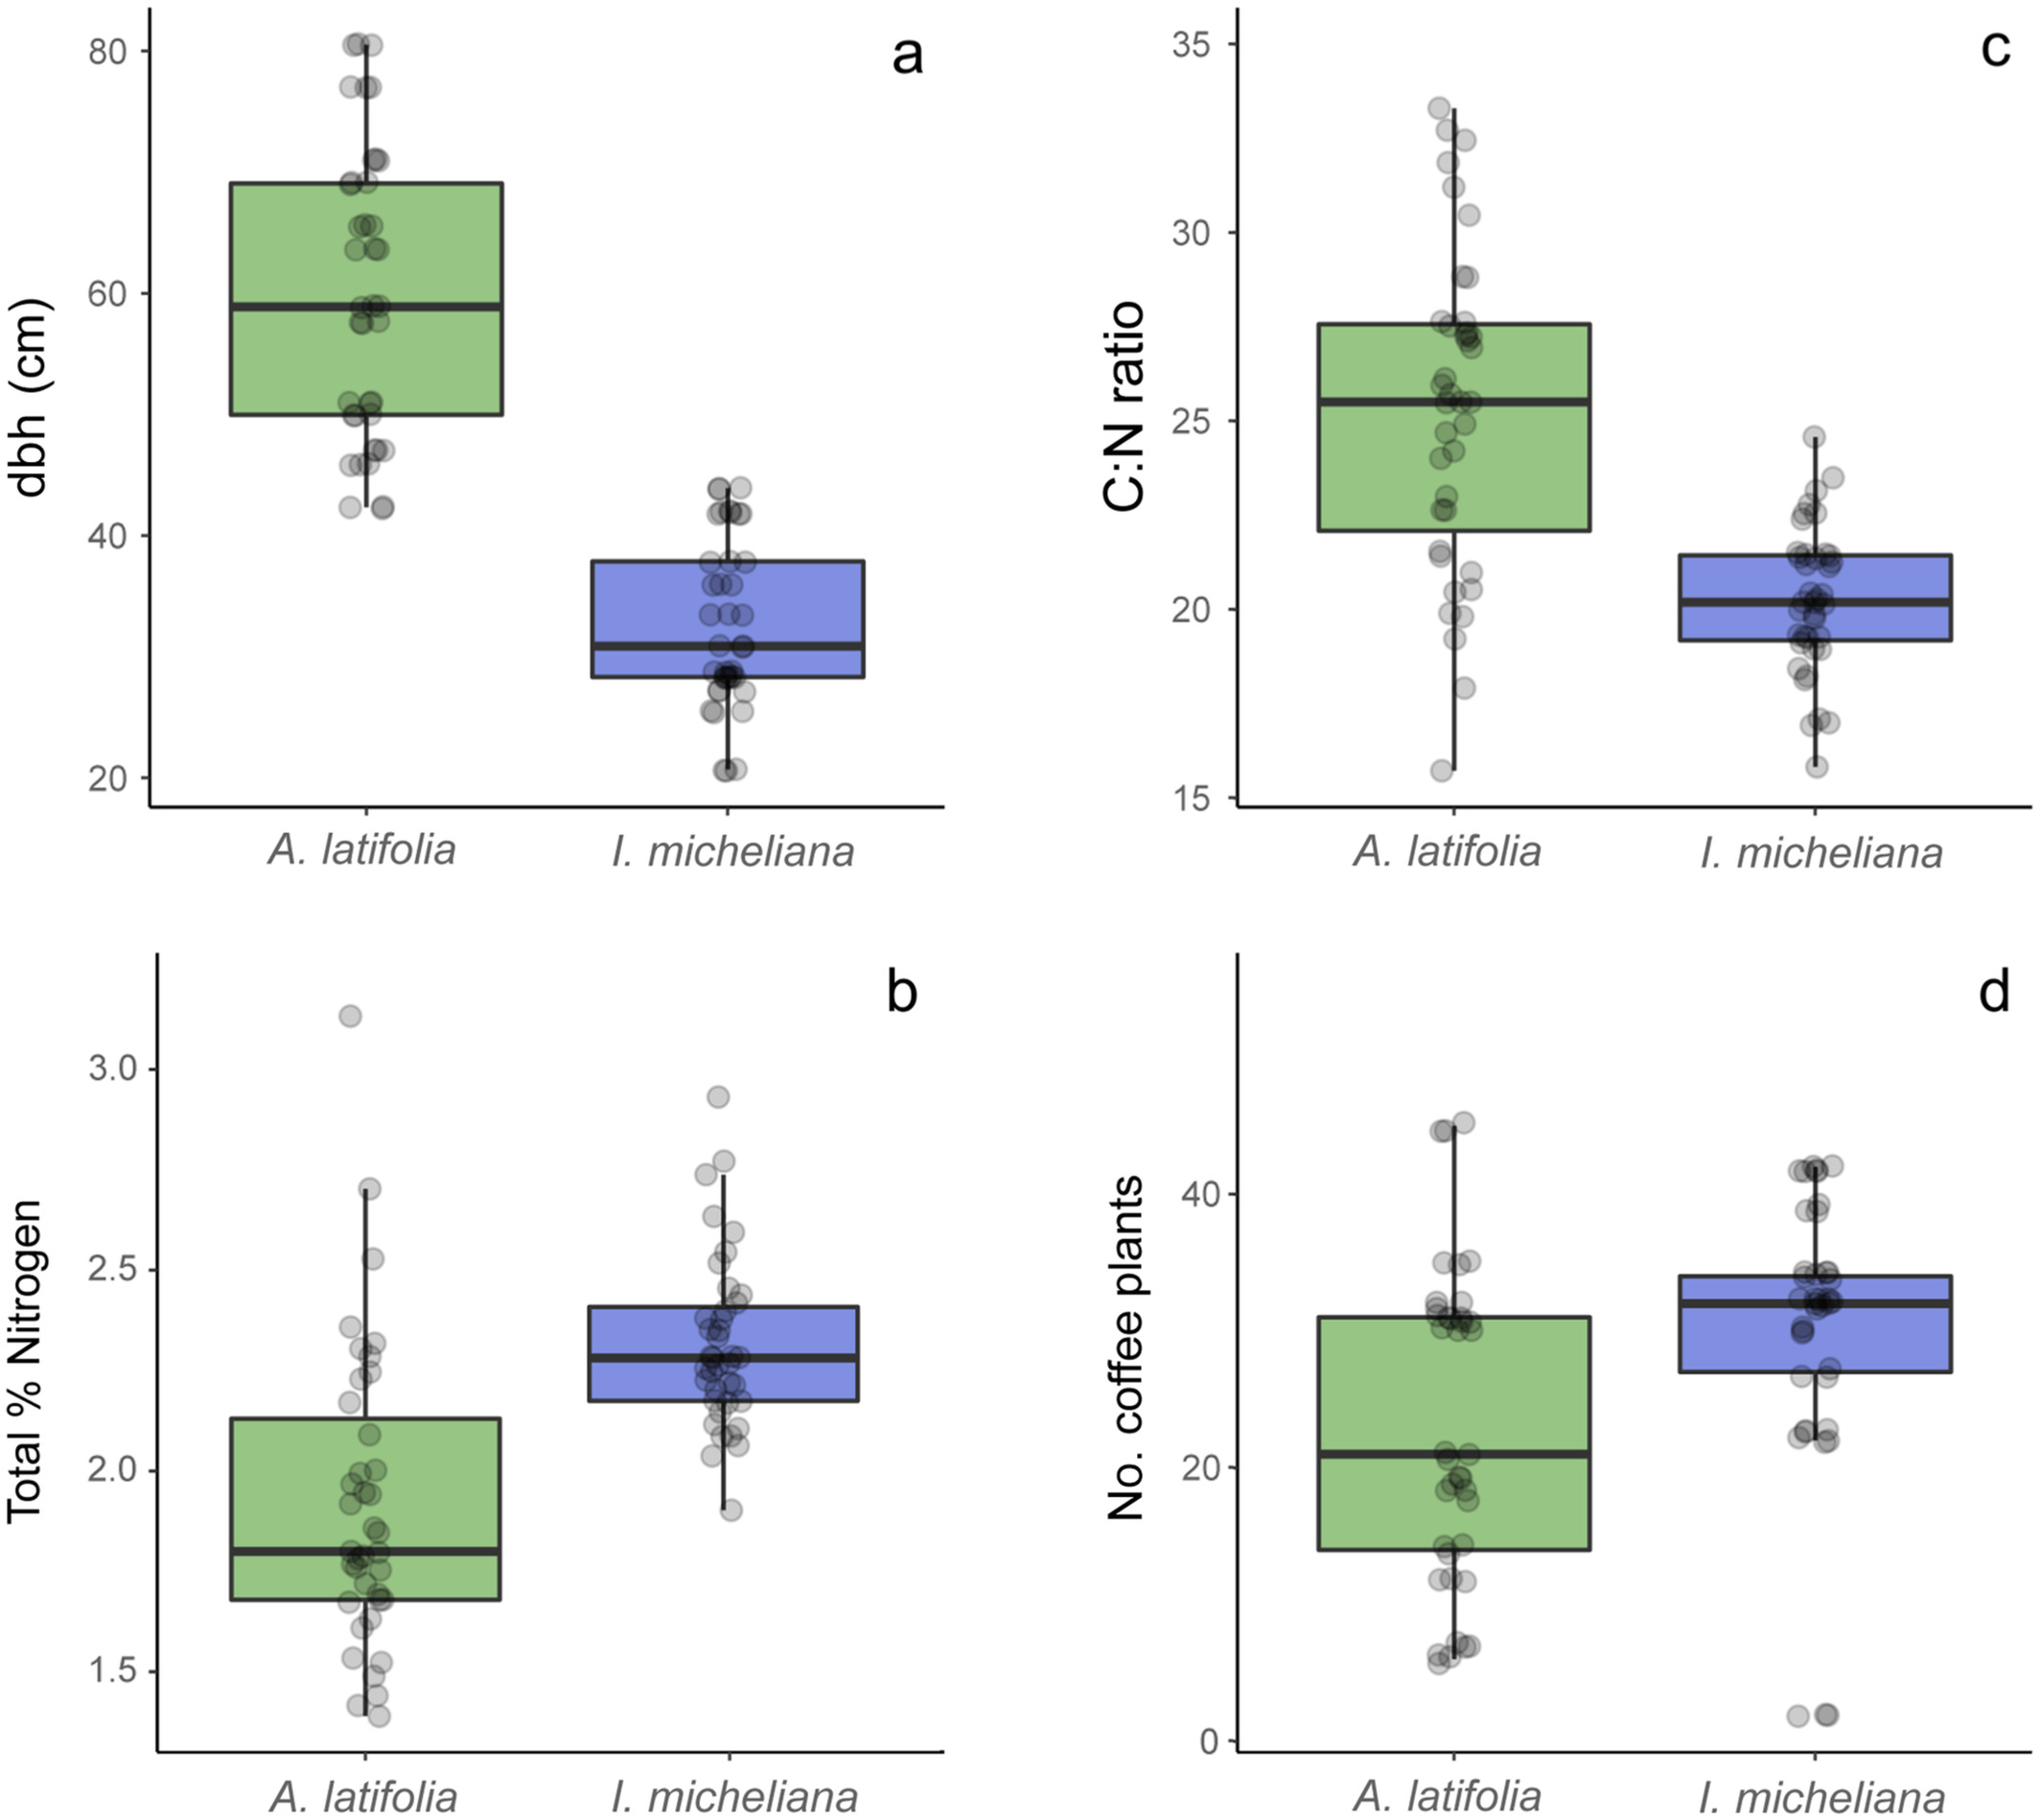 a
dbh (cm)
80
60
40
20
A. latifolia
I. micheliana
c
C:N ratio
35
30
25
20
15
A. latifolia
I. micheliana
b
Total % Nitrogen
3.0
2.5
2.0
1.5
A. latifolia
I. micheliana
d
No. coffee plants
40
20
0
A. latifolia
I. micheliana